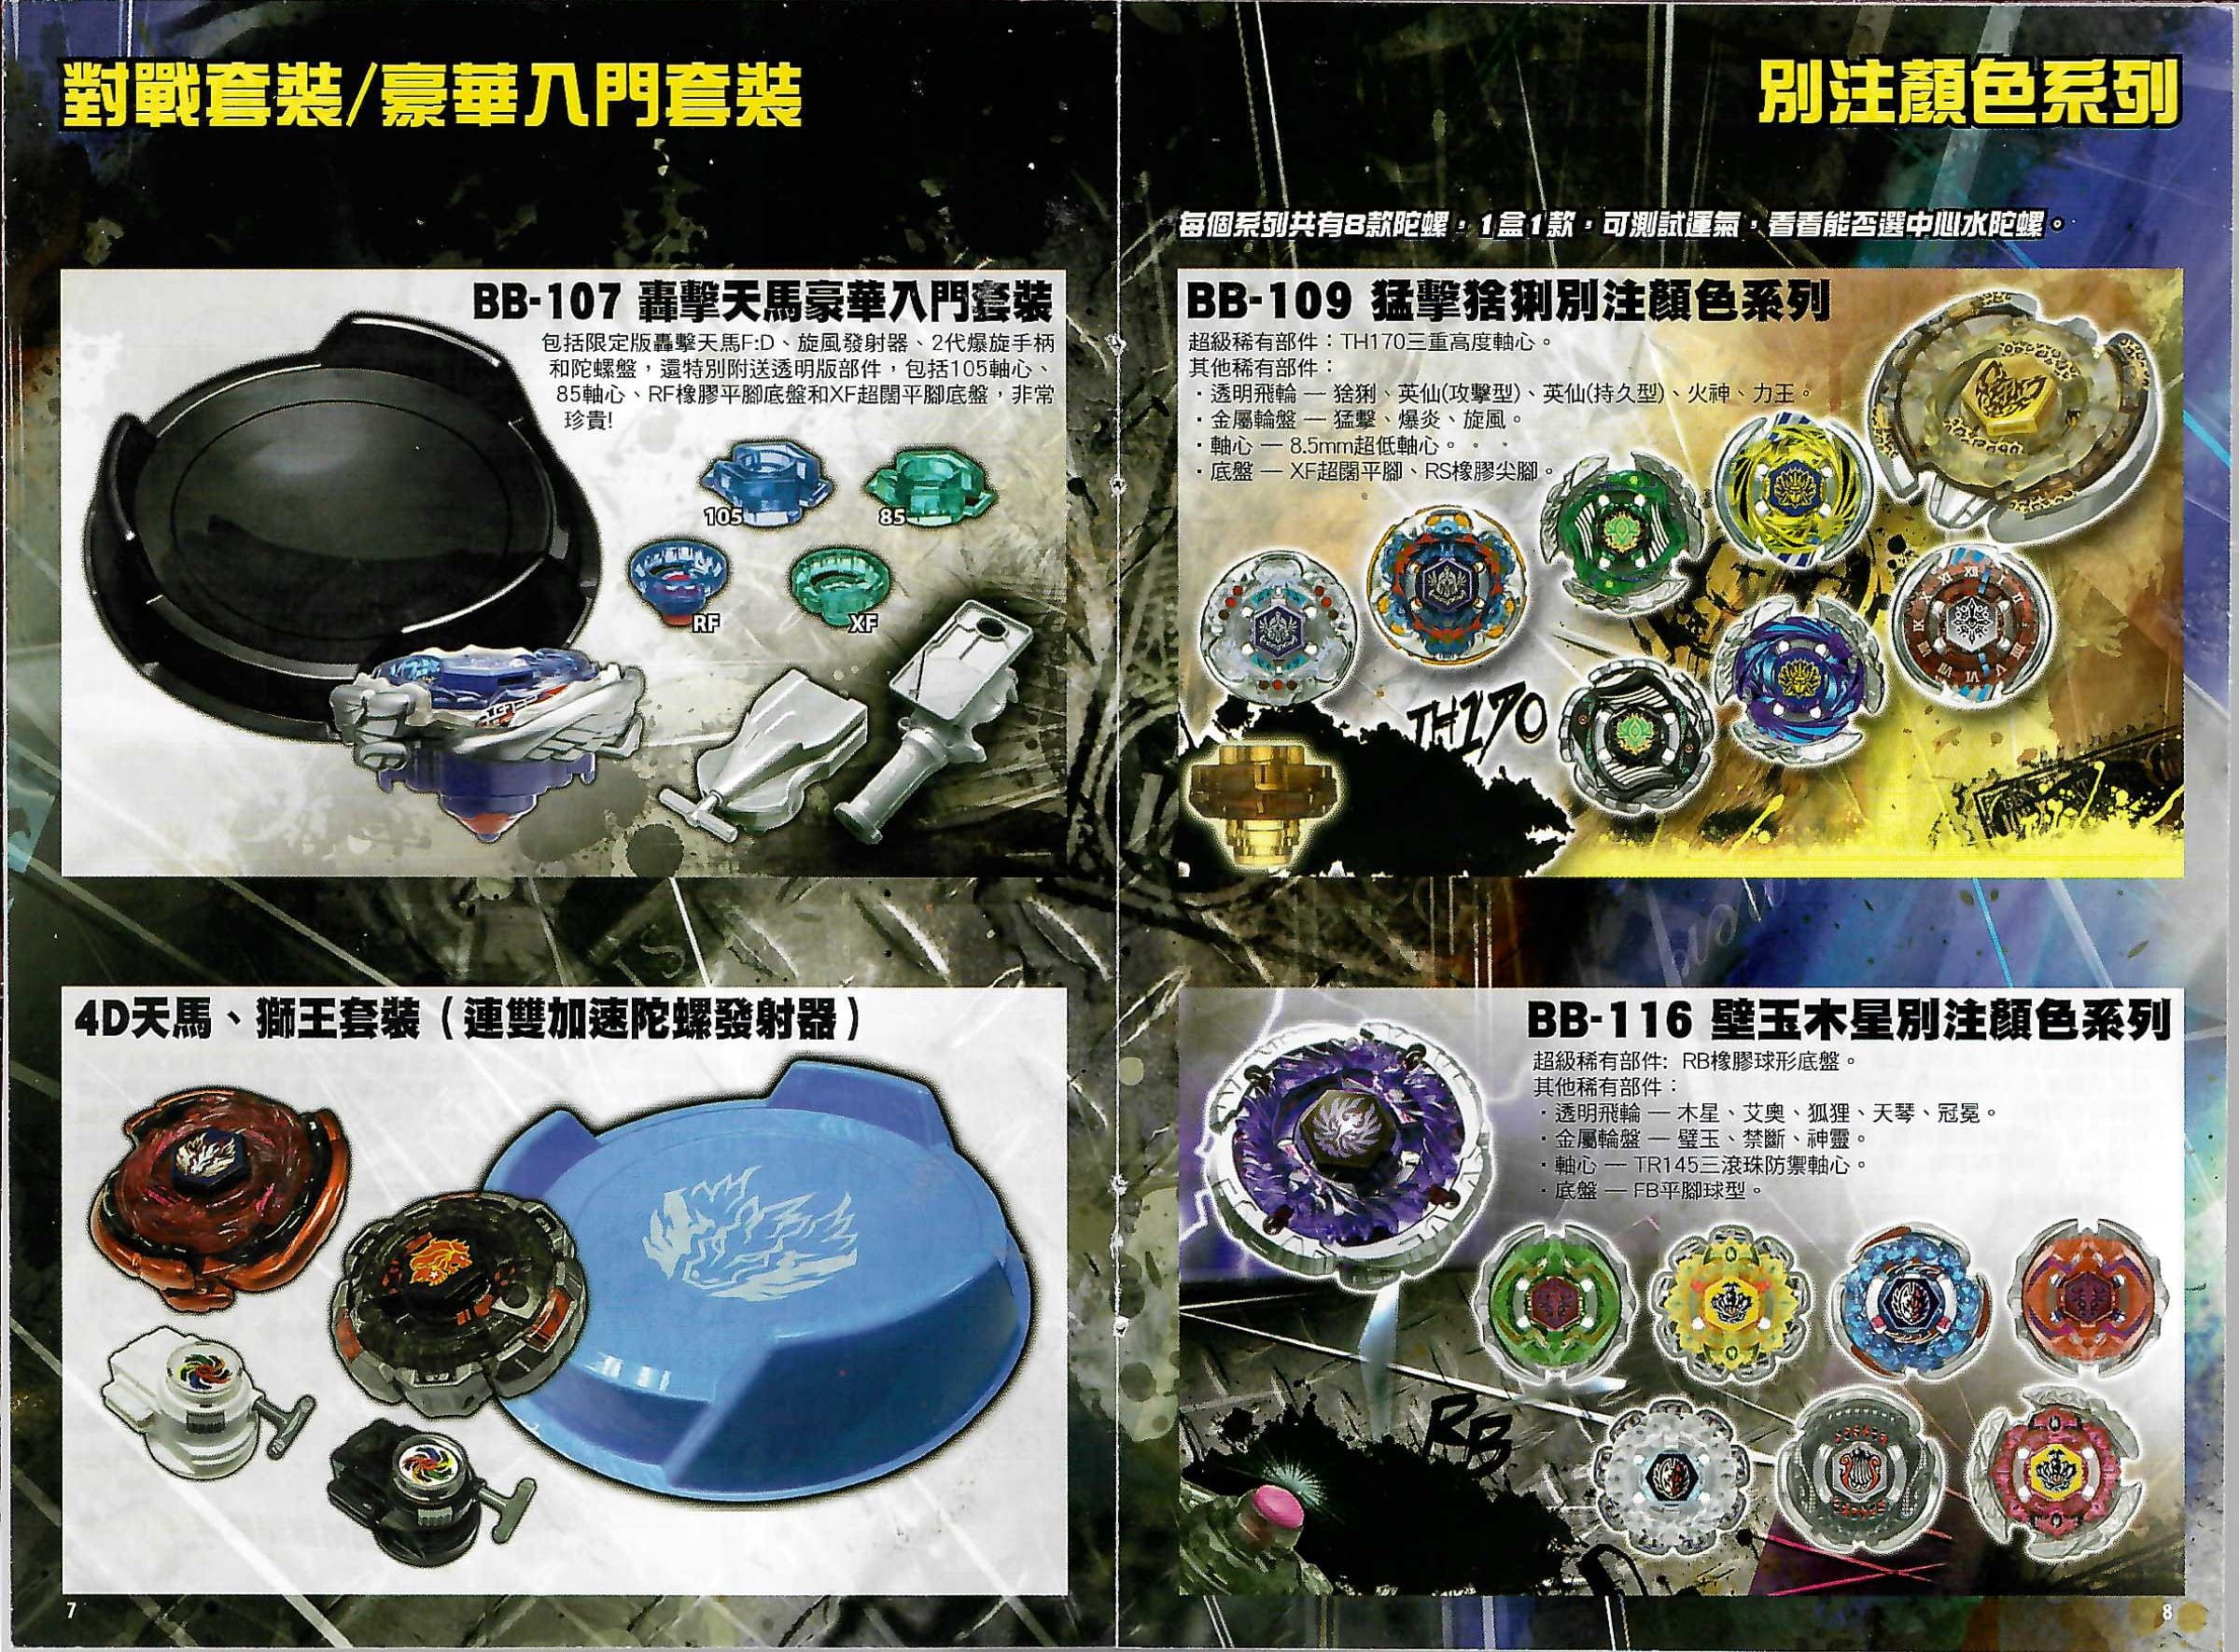 對戰套裝/豪華入門套裝
BB-107 轟擊天馬豪華入門套裝
包括限定版轟擊天馬F:D、旋風發射器、2代爆旋手柄
和陀螺盤，還特別附送透明版部件，包括105軸心、
85軸心、RF橡膠平腳底盤和XF超闊平腳底盤，非常
珍貴!
105
85
RF
XF
4D天馬、獅王套裝（連雙加速陀螺發射器）
7
別注顏色系列
每個系列共有8款陀螺，1盒1款，可測試運氣，看看能否選中心水陀螺。
BB-109 猛擊猞猁別注顏色系列
超級稀有部件：TH170三重高度軸心。
其他稀有部件：
·透明飛輪 — 猞猁、英仙(攻擊型)、英仙(持久型)、火神、力王。
·金屬輪盤 — 猛擊、爆炎、旋風。
·軸心 — 8.5mm超低軸心。
·底盤 — XF超闊平腳、RS橡膠尖腳。
TH170
BB-116 壁玉木星別注顏色系列
超級稀有部件: RB橡膠球形底盤。
其他稀有部件：
·透明飛輪 — 木星、艾奧、狐狸、天琴、冠冕。
·金屬輪盤 — 璧玉、禁斷、神靈。
·軸心 — TR145三滾珠防禦軸心。
·底盤 — FB平腳球型。
RB
8